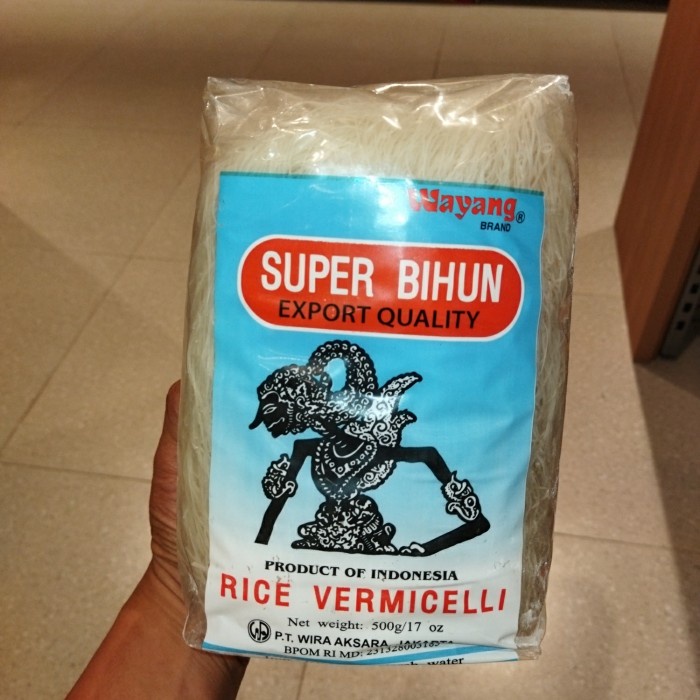 Wayang®
BRAND
SUPER BIHUN
EXPORT QUALITY
PRODUCT OF INDONESIA
RICE VERMICELLI
Net weight: 500g/17 oz
P.T. WIRA AKSARA
BPOM RI MD:
water